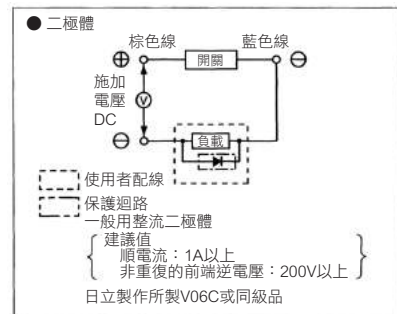 ● 二極體
棕色線
藍色線
⊕
開關
⊖
施加
電壓
DC
V
⊖
負載
使用者配線
保護迴路
一般用整流二極體
建議值
順電流：1A以上
非重復的前端逆電壓：200V以上
日立製作所製V06C或同級品